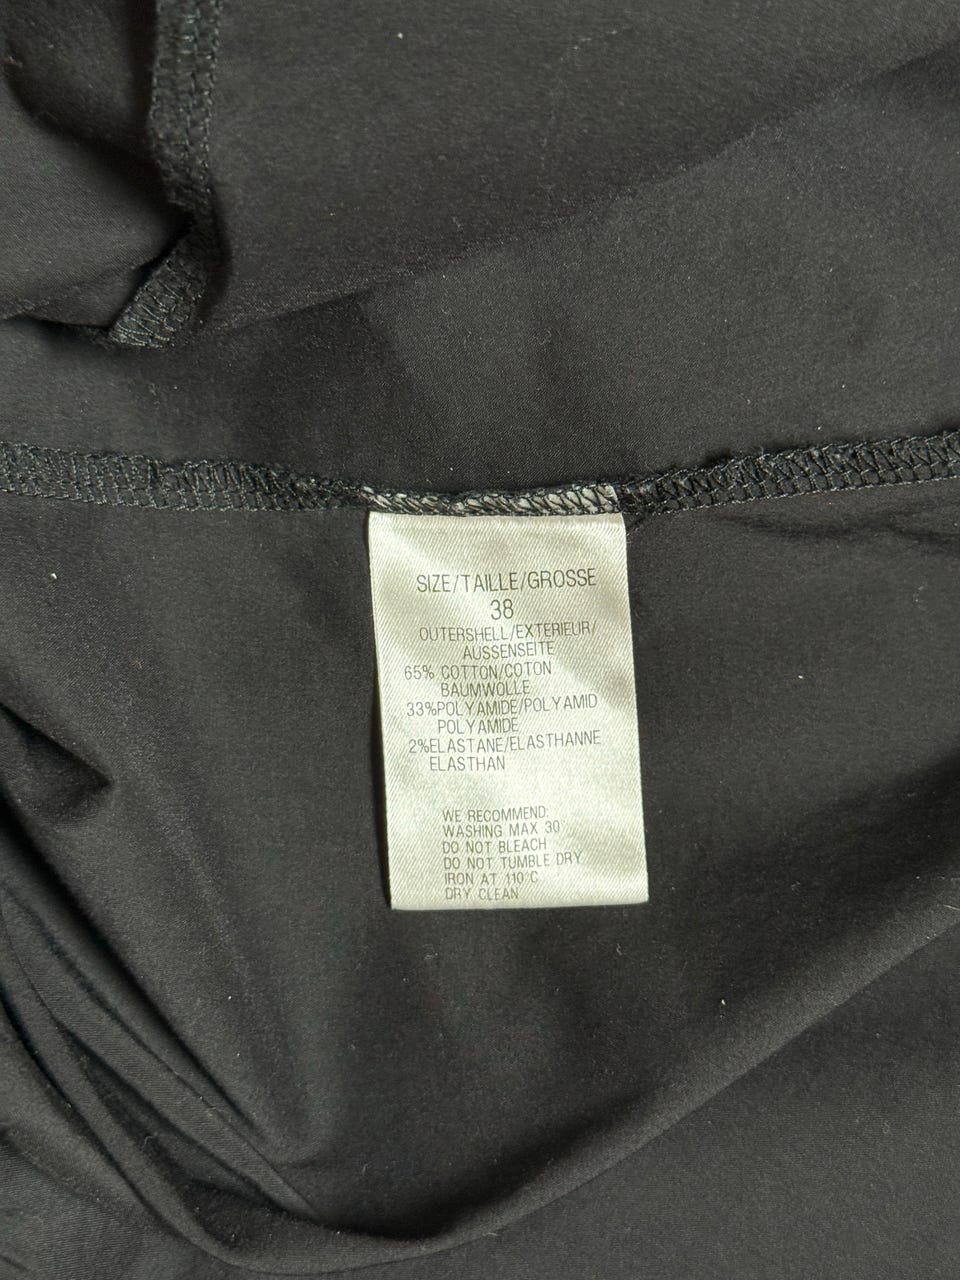 SIZE/TAILLE/GROSSE
38
OUTERSHELL/EXTERIEUR/
AUSSENSEITE
65% COTTON/COTON
BAUMWOLLE
33%POLYAMIDE/POLYAMID
POLYAMIDE
2%ELASTANE/ELASTHANNE
ELASTHAN
WE RECOMMEND:
WASHING MAX 30°
DO NOT BLEACH
DO NOT TUMBLE DRY
IRON AT 110°C
DRY CLEAN